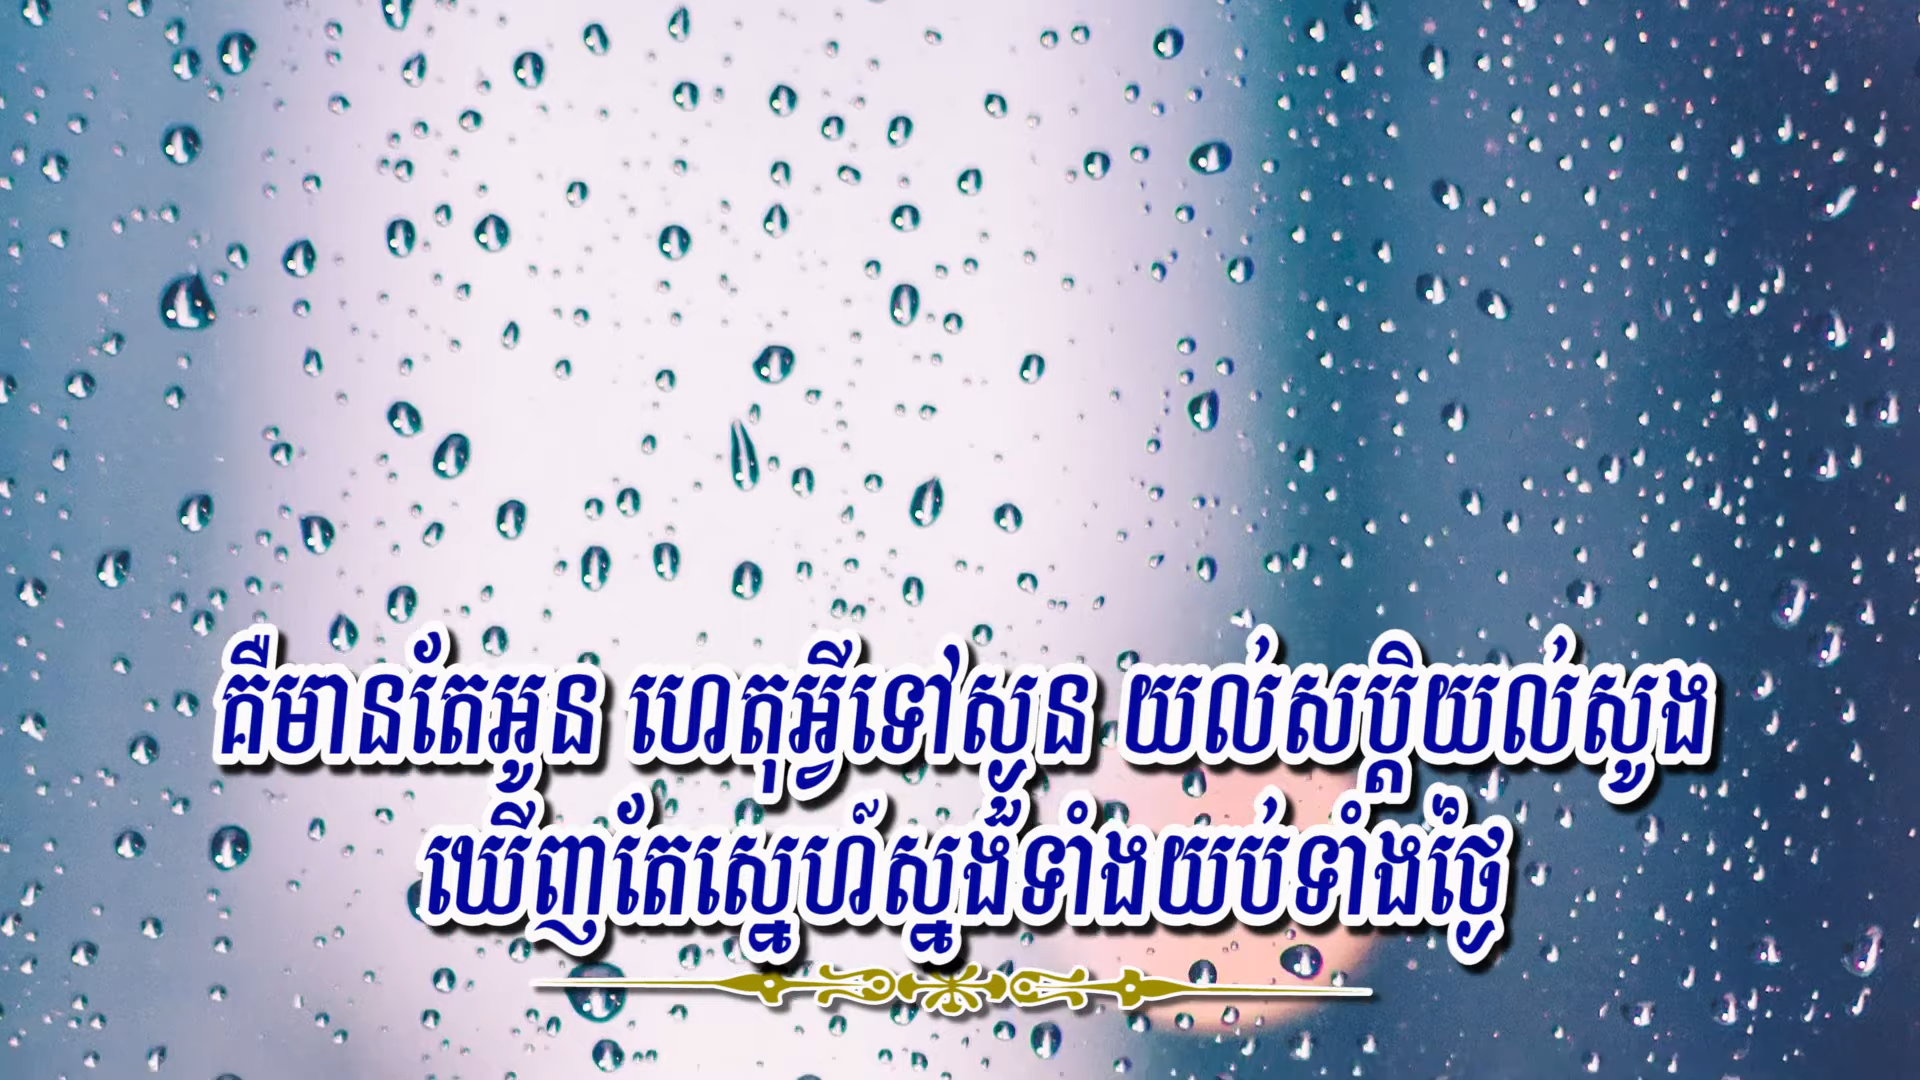 គឺមានតែអូន ហេតុអ្វីទៅស្ងួន យល់សប្តិយល់សូង
ឃើញតែស្នេហ៍ស្នងទាំងយប់ទាំងថ្ងៃ